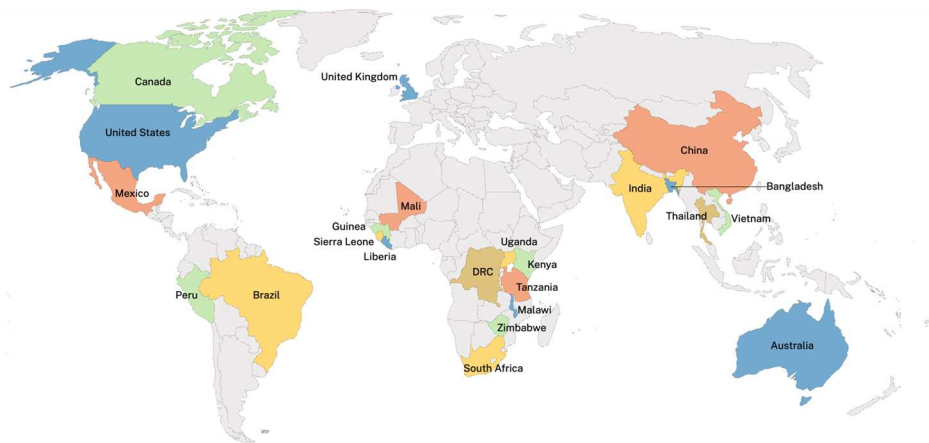 Canada
United Kingdom
United States
China
Mexico
India
Bangladesh
Mali
Thailand
Vietnam
Guinea
Sierra Leone
Liberia
Uganda
DRC
Kenya
Peru
Brazil
Tanzania
Malawi
Zimbabwe
Australia
South Africa